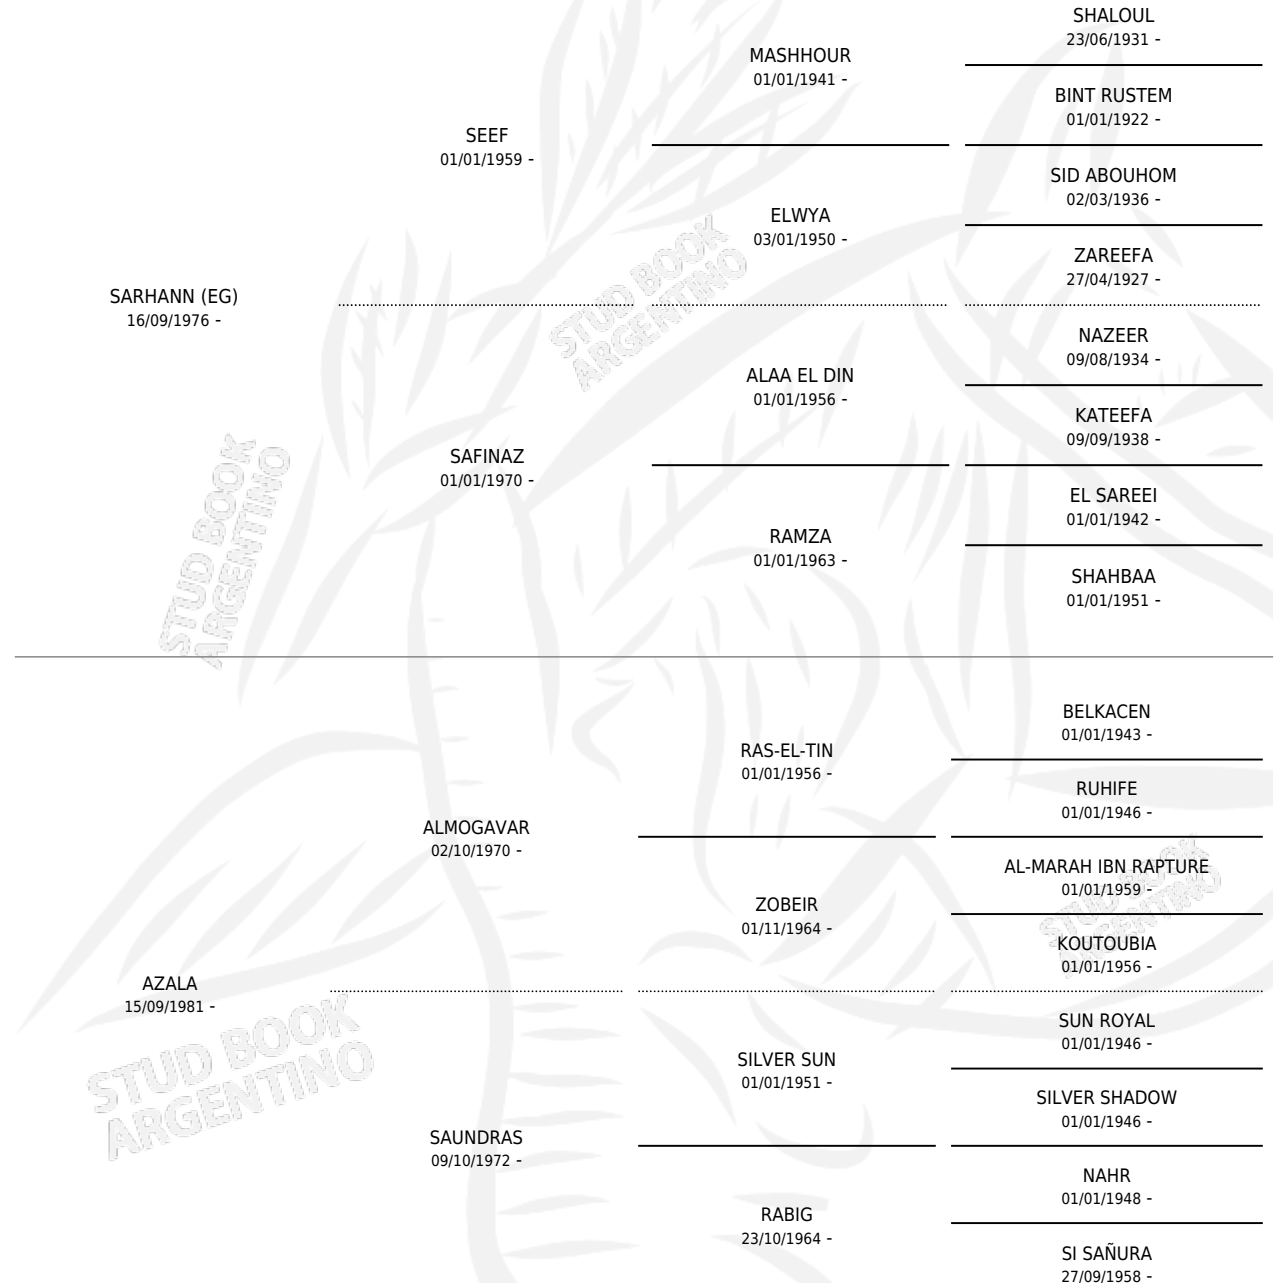 SHALOUL
23/06/1931 -
MASHHOUR
01/01/1941 -
BINT RUSTEM
01/01/1922 -
SEEF
01/01/1959 -
SID ABOUHOM
02/03/1936 -
ELWYA
03/01/1950 -
ZAREEFA
27/04/1927 -
SARHANN (EG)
16/09/1976 -
STUD BOOK
ARGENTINO
NAZEER
09/08/1934 -
ALAA EL DIN
01/01/1956 -
KATEEFA
09/09/1938 -
SAFINAZ
01/01/1970 -
EL SAREEI
01/01/1942 -
RAMZA
01/01/1963 -
SHAHBAA
01/01/1951 -
STUD BOOK
ARGENTINO
BELKACEN
01/01/1943 -
RAS-EL-TIN
01/01/1956 -
RUHIFE
01/01/1946 -
ALMOGAVAR
02/10/1970 -
AL-MARAH IBN RAPTURE
01/01/1959 -
ZOBEIR
01/11/1964 -
KOUTOUBIA
01/01/1956 -
STUD BOOK
ARGENTINO
AZALA
15/09/1981 -
SUN ROYAL
01/01/1946 -
SILVER SUN
01/01/1951 -
SILVER SHADOW
01/01/1946 -
STUD BOOK
ARGENTINO
SAUNDRAS
09/10/1972 -
NAHR
01/01/1948 -
RABIG
23/10/1964 -
SI SAÑURA
27/09/1958 -